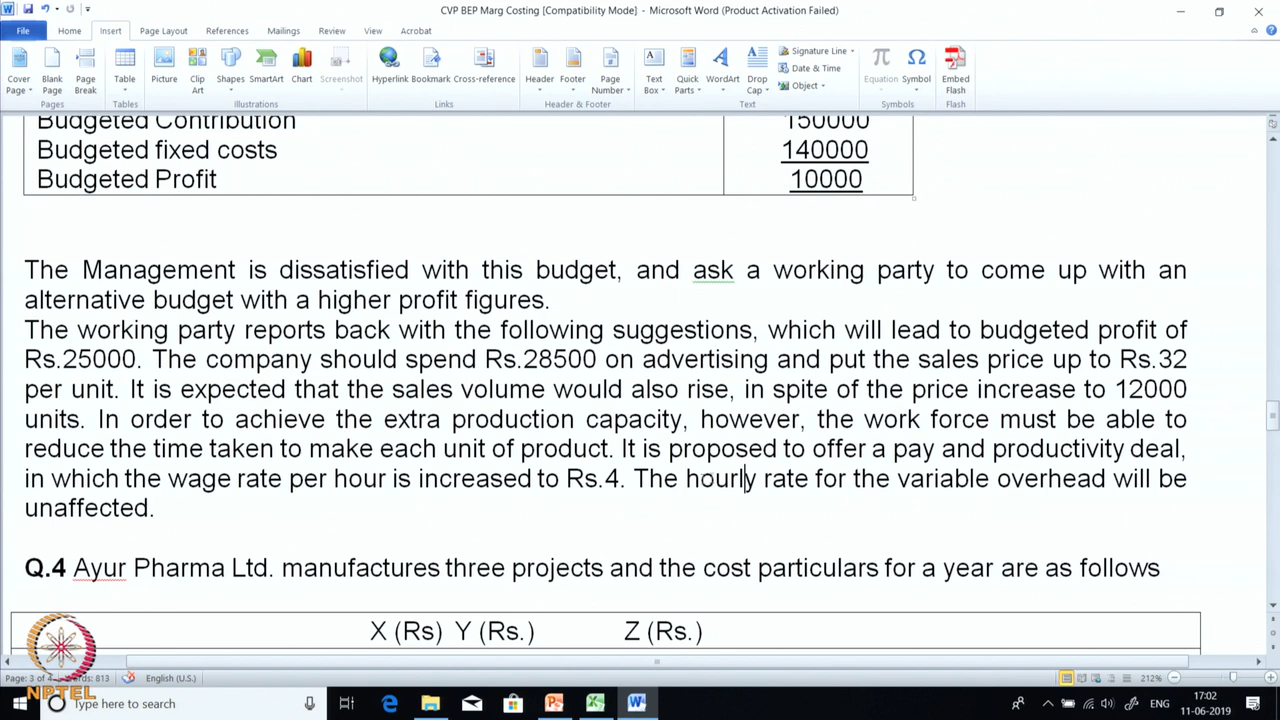 CVP BEP Marg Costing [Compatibility Mode] - Microsoft Word (Product Activation Failed)
File Home Insert Page Layout References Mailings Review View Acrobat
Cover Page Blank Page Page Break Table Picture Clip Art Shapes SmartArt Chart Screenshot Hyperlink Bookmark Cross-reference Header Footer Page Number Text Box Quick Parts WordArt Drop Cap Signature Line Date & Time Object Equation Symbol Embed Flash
Pages Tables Illustrations Links Header & Footer Text Symbols Flash
Budgeted Contribution 150000
Budgeted fixed costs 140000
Budgeted Profit 10000
The Management is dissatisfied with this budget, and ask a working party to come up with an
alternative budget with a higher profit figures.
The working party reports back with the following suggestions, which will lead to budgeted profit of
Rs.25000. The company should spend Rs.28500 on advertising and put the sales price up to Rs.32
per unit. It is expected that the sales volume would also rise, in spite of the price increase to 12000
units. In order to achieve the extra production capacity, however, the work force must be able to
reduce the time taken to make each unit of product. It is proposed to offer a pay and productivity deal,
in which the wage rate per hour is increased to Rs.4. The hourly rate for the variable overhead will be
unaffected.
Q.4 Ayur Pharma Ltd. manufactures three projects and the cost particulars for a year are as follows
X (Rs) Y (Rs.) Z (Rs.)
Page: 3 of 4 Words: 813 English (U.S.) 212%
NPTEL
Type here to search
ENG
17:02
11-06-2019